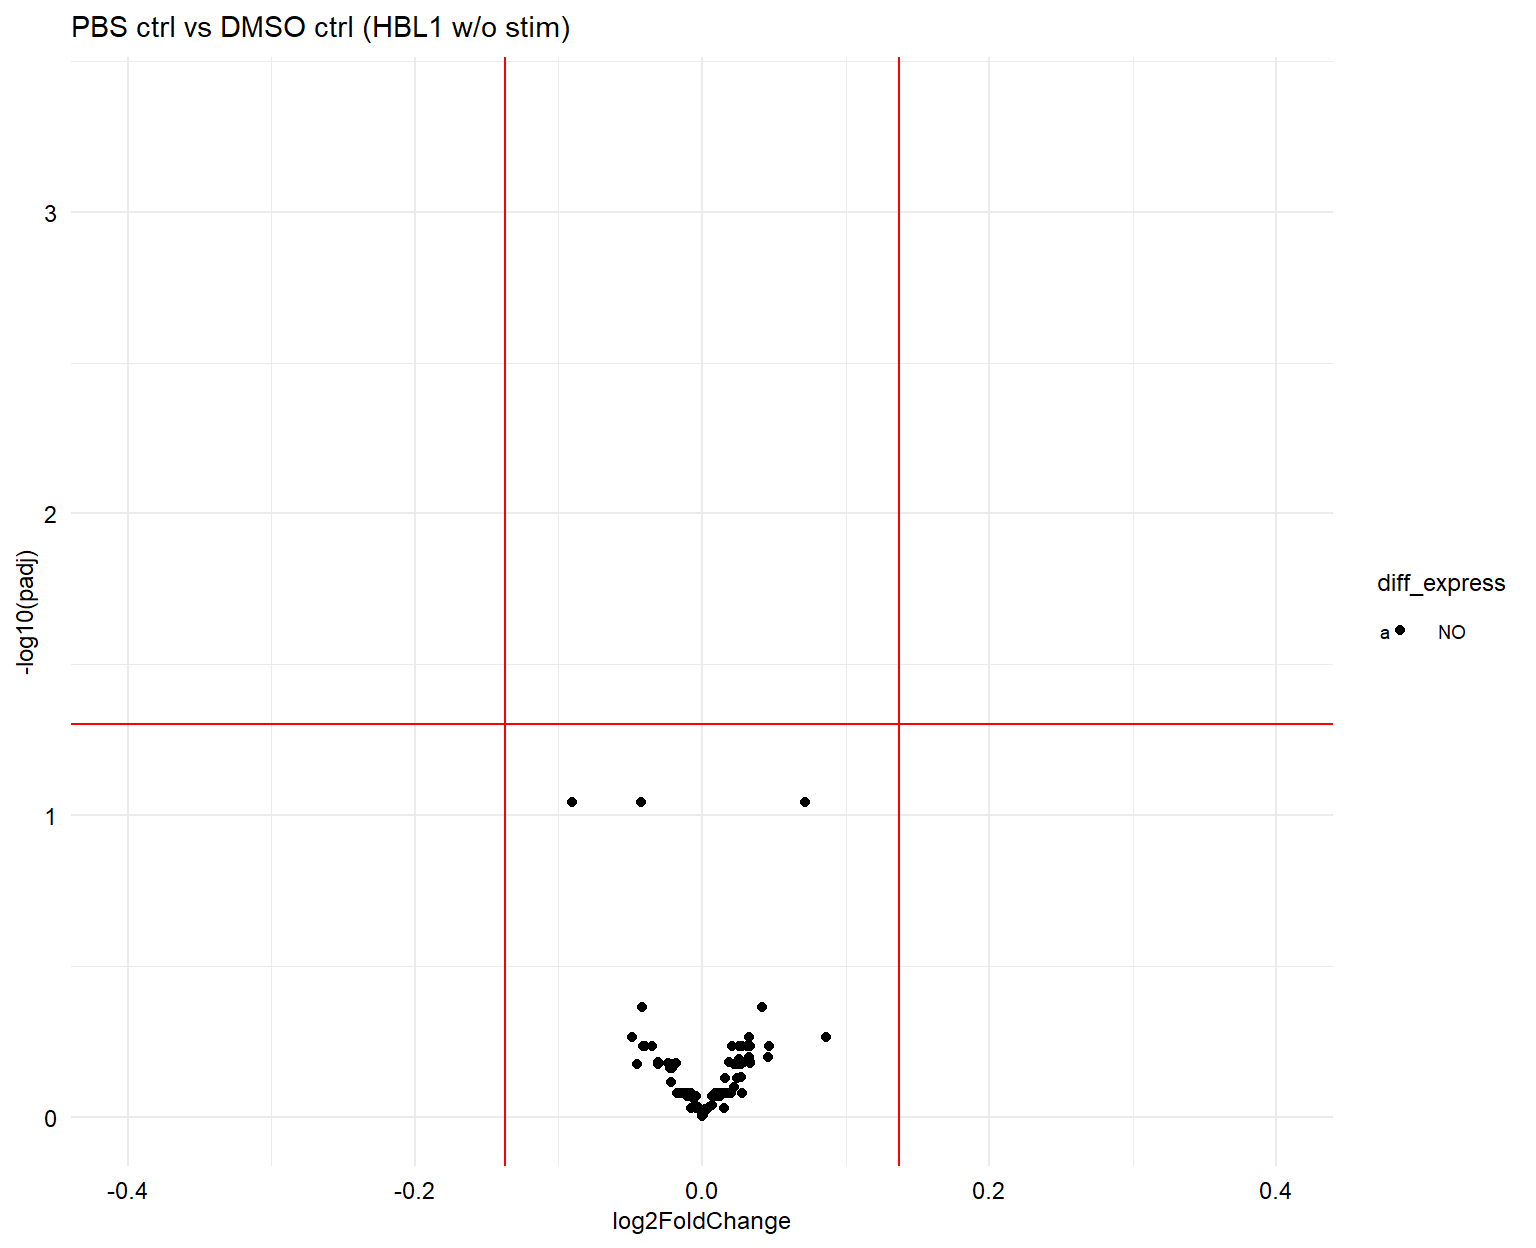 PBS ctrl vs DMSO ctrl (HBL1 w/o stim)
3
2
1
0
-log10(padj)
-0.4
-0.2
0.0
0.2
0.4
log2FoldChange
diff_express
a NO